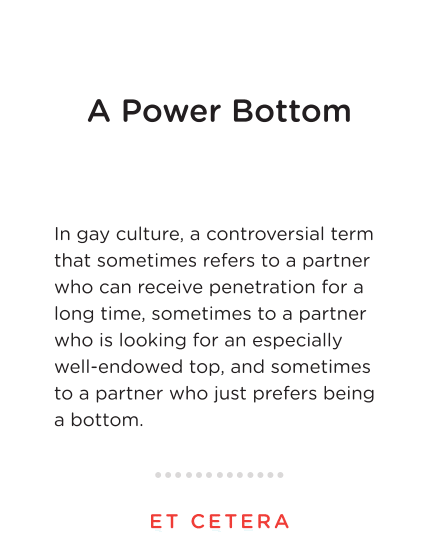 A Power Bottom
In gay culture, a controversial term
that sometimes refers to a partner
who can receive penetration for a
long time, sometimes to a partner
who is looking for an especially
well-endowed top, and sometimes
to a partner who just prefers being
a bottom.
ET CETERA